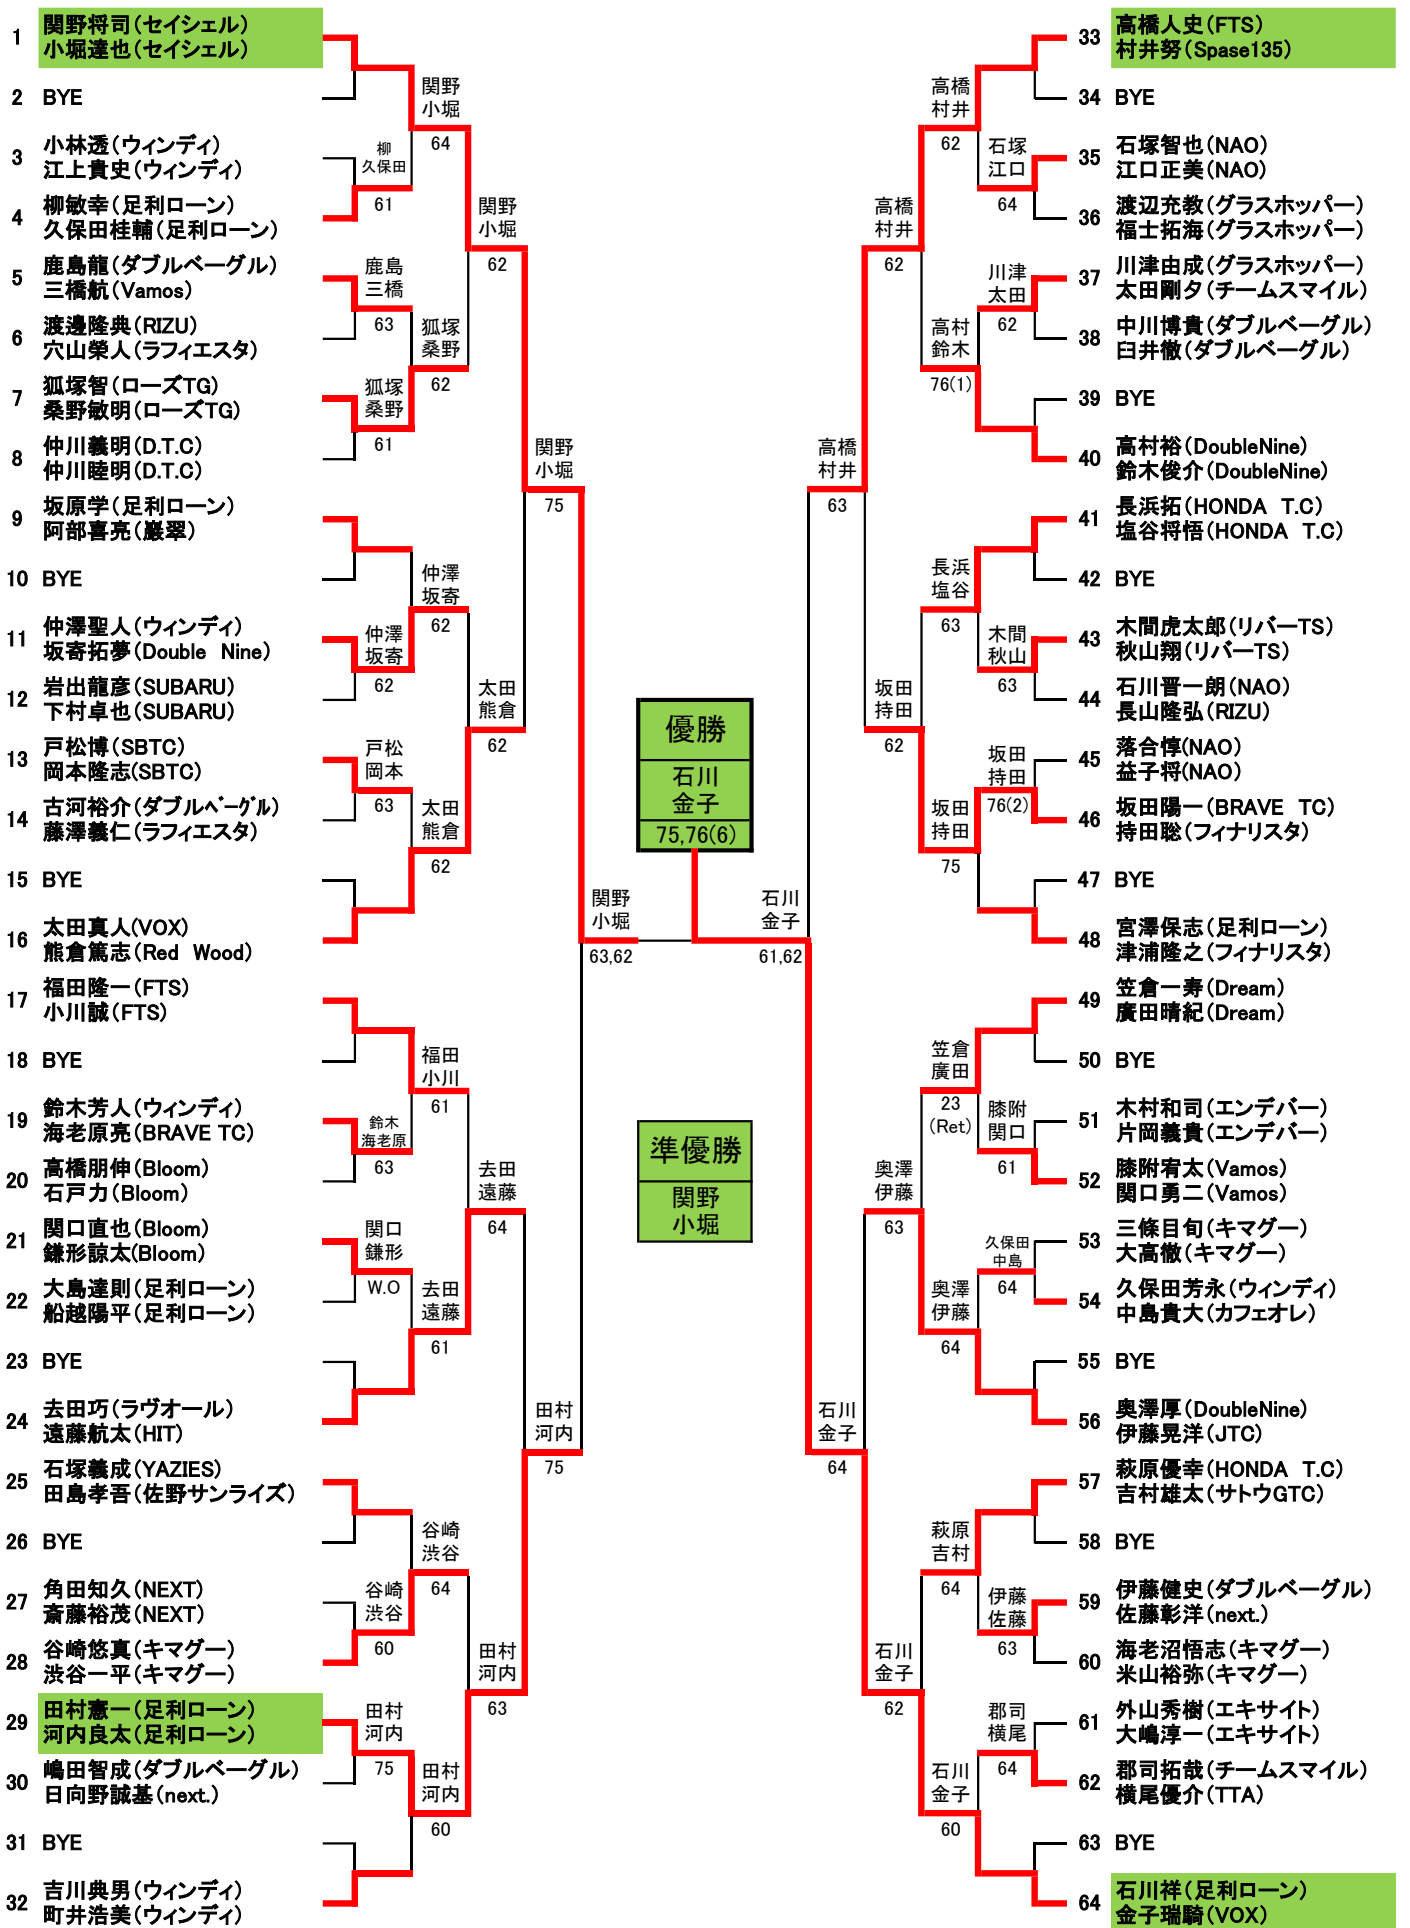 1 関野将司(セイシェル)
小堀達也(セイシェル)
2 BYE
3 小林透(ウィンディ)
江上貴史(ウィンディ)
4 柳敏幸(足利ローン)
久保田桂輔(足利ローン)
5 鹿島龍(ダブルベーグル)
三橋航(Vamos)
6 渡邊隆典(RIZU)
穴山榮人(ラフィエスタ)
7 狐塚智(ローズTG)
桑野敏明(ローズTG)
8 仲川義明(D.T.C)
仲川睦明(D.T.C)
9 坂原学(足利ローン)
阿部喜亮(巌翠)
10 BYE
11 仲澤聖人(ウィンディ)
坂寄拓夢(Double Nine)
12 岩出龍彦(SUBARU)
下村卓也(SUBARU)
13 戸松博(SBTC)
岡本隆志(SBTC)
14 古河裕介(ダブルベーグル)
藤澤義仁(ラフィエスタ)
15 BYE
16 太田真人(VOX)
熊倉篤志(Red Wood)
17 福田隆一(FTS)
小川誠(FTS)
18 BYE
19 鈴木芳人(ウィンディ)
海老原亮(BRAVE TC)
20 高橋朋伸(Bloom)
石戸力(Bloom)
21 関口直也(Bloom)
鎌形諒太(Bloom)
22 大島達則(足利ローン)
船越陽平(足利ローン)
23 BYE
24 去田巧(ラヴオール)
遠藤航太(HIT)
25 石塚義成(YAZIES)
田島孝吾(佐野サンライズ)
26 BYE
27 角田知久(NEXT)
斎藤裕茂(NEXT)
28 谷崎悠真(キマグー)
渋谷一平(キマグー)
29 田村憲一(足利ローン)
河内良太(足利ローン)
30 嶋田智成(ダブルベーグル)
日向野誠基(next.)
31 BYE
32 吉川典男(ウィンディ)
町井浩美(ウィンディ)
柳
久保田
61
鹿島
三橋
63
狐塚
桑野
61
仲澤
坂寄
62
戸松
岡本
63
鈴木
海老原
63
関口
鎌形
W.O
谷崎
渋谷
60
田村
河内
75
関野
小堀
64
狐塚
桑野
62
仲澤
坂寄
62
太田
熊倉
62
福田
小川
61
去田
遠藤
61
谷崎
渋谷
64
田村
河内
60
関野
小堀
62
太田
熊倉
62
去田
遠藤
64
田村
河内
63
関野
小堀
75
田村
河内
75
関野
小堀
63,62
優勝
石川
金子
75,76(6)
準優勝
関野
小堀
石川
金子
61,62
高橋
村井
63
石川
金子
64
高橋
村井
62
坂田
持田
62
奥澤
伊藤
63
石川
金子
62
高橋
村井
62
高村
鈴木
76(1)
長浜
塩谷
63
坂田
持田
75
笠倉
廣田
23
(Ret)
奥澤
伊藤
64
萩原
吉村
64
石川
金子
60
石塚
江口
64
川津
太田
62
木間
秋山
63
坂田
持田
76(2)
膝附
関口
61
久保田
中島
64
伊藤
佐藤
63
郡司
横尾
64
33 高橋人史(FTS)
村井努(Spase135)
34 BYE
35 石塚智也(NAO)
江口正美(NAO)
36 渡辺充教(グラスホッパー)
福士拓海(グラスホッパー)
37 川津由成(グラスホッパー)
太田剛夕(チームスマイル)
38 中川博貴(ダブルベーグル)
臼井徹(ダブルベーグル)
39 BYE
40 高村裕(DoubleNine)
鈴木俊介(DoubleNine)
41 長浜拓(HONDA T.C)
塩谷将悟(HONDA T.C)
42 BYE
43 木間虎太郎(リバーTS)
秋山翔(リバーTS)
44 石川晋一朗(NAO)
長山隆弘(RIZU)
45 落合惇(NAO)
益子将(NAO)
46 坂田陽一(BRAVE TC)
持田聡(フィナリスタ)
47 BYE
48 宮澤保志(足利ローン)
津浦隆之(フィナリスタ)
49 笠倉一寿(Dream)
廣田晴紀(Dream)
50 BYE
51 木村和司(エンデバー)
片岡義貴(エンデバー)
52 膝附宥太(Vamos)
関口勇二(Vamos)
53 三條目旬(キマグー)
大高徹(キマグー)
54 久保田芳永(ウィンディ)
中島貴大(カフェオレ)
55 BYE
56 奥澤厚(DoubleNine)
伊藤晃洋(JTC)
57 萩原優幸(HONDA T.C)
吉村雄太(サトウGTC)
58 BYE
59 伊藤健史(ダブルベーグル)
佐藤彰洋(next.)
60 海老沼悟志(キマグー)
米山裕弥(キマグー)
61 外山秀樹(エキサイト)
大嶋淳一(エキサイト)
62 郡司拓哉(チームスマイル)
横尾優介(TTA)
63 BYE
64 石川祥(足利ローン)
金子瑞騎(VOX)